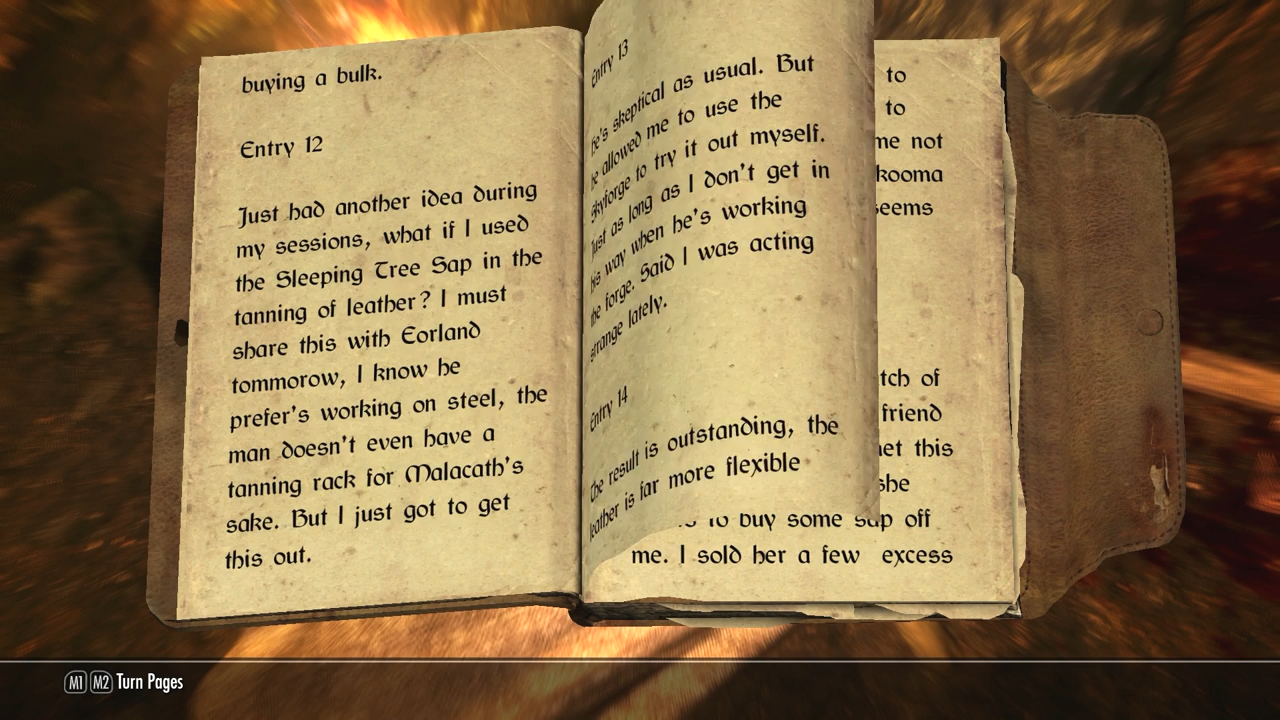 buying a bulk.
Entry 12
Just had another idea during
my sessions, what if I used
the Sleeping Tree Sap in the
tanning of leather? I must
share this with Eorland
tommorow, I know he
prefer's working on steel, the
man doesn't even have a
tanning rack for Malacath's
sake. But I just got to get
this out.
Entry 13
he's skeptical as usual. But
he allowed me to use the
Skyforge to try it out myself.
Just as long as I don't get in
his way when he's working
the forge. Said I was acting
strange lately.
Entry 14
The result is outstanding, the
leather is far more flexible
to
to
me not
kooma
seems
tch of
friend
this
she
to buy some sap off
me. I sold her a few excess
M1 M2 Turn Pages